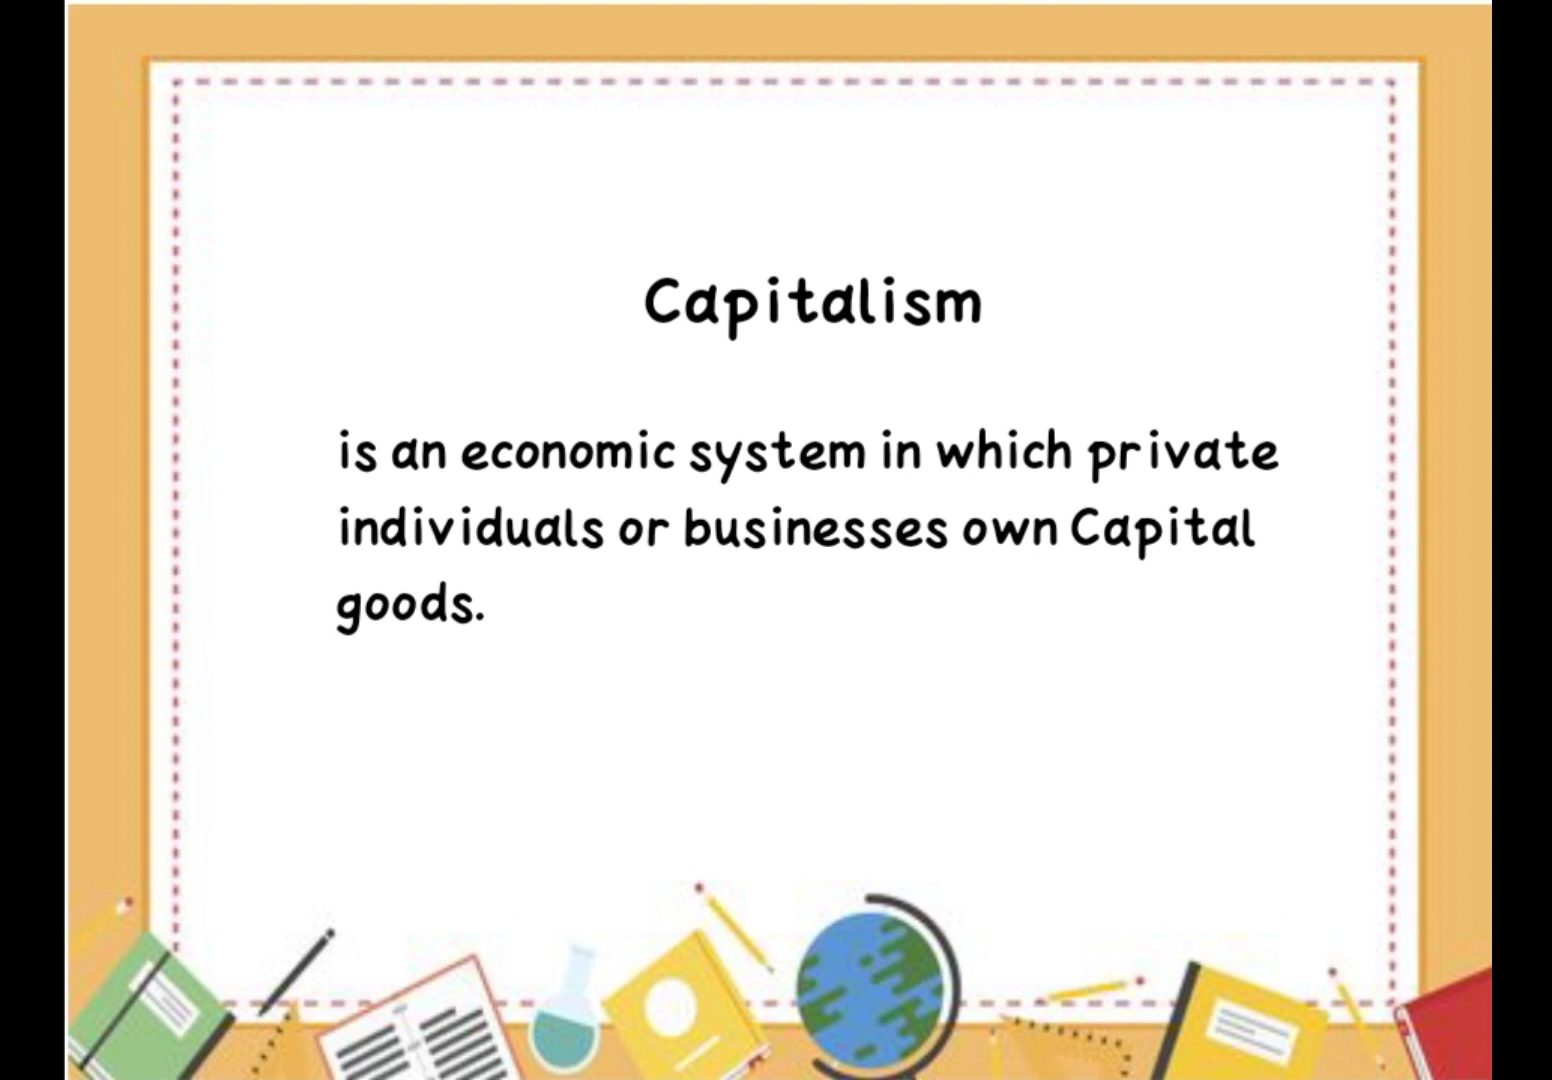 Capitalism
is an economic system in which private
individuals or businesses own Capital
goods.